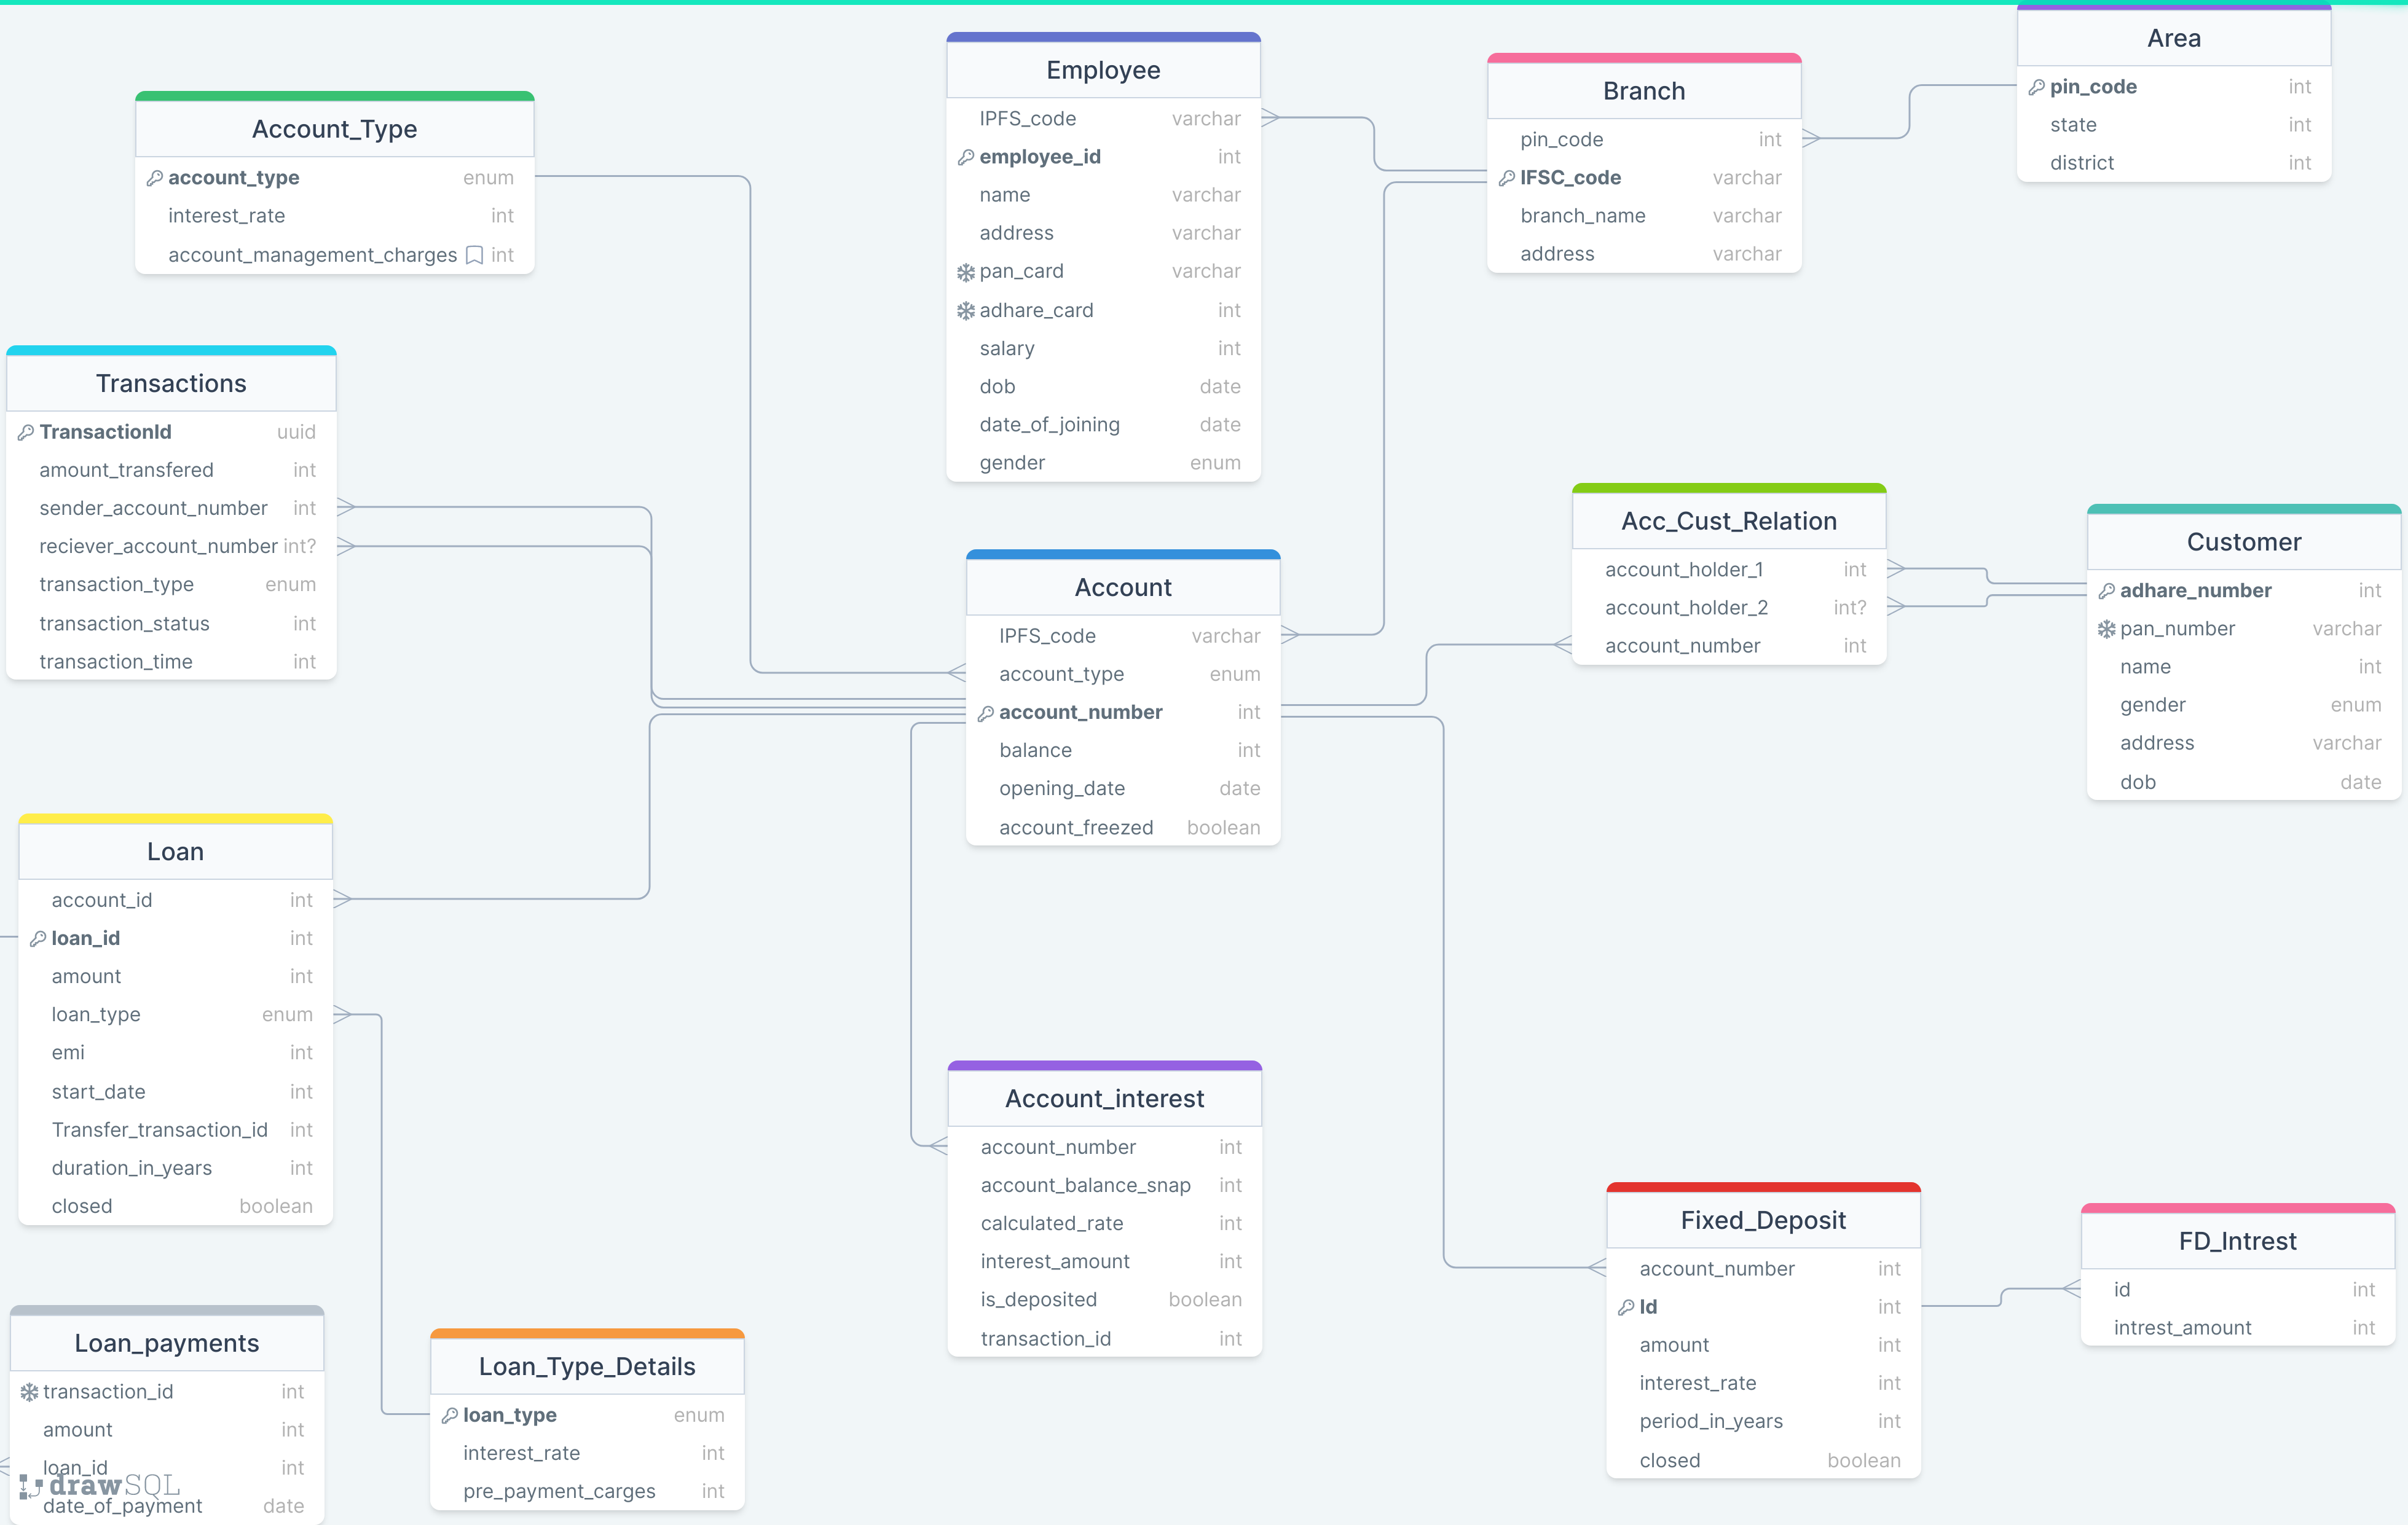 Account_Type
account_type enum
interest_rate int
account_management_charges int
Employee
IPFS_code varchar
employee_id int
name varchar
address varchar
pan_card varchar
adhare_card int
salary int
dob date
date_of_joining date
gender enum
Branch
pin_code int
IFSC_code varchar
branch_name varchar
address varchar
Area
pin_code int
state int
district int
Transactions
TransactionId uuid
amount_transfered int
sender_account_number int
reciever_account_number int?
transaction_type enum
transaction_status int
transaction_time int
Account
IPFS_code varchar
account_type enum
account_number int
balance int
opening_date date
account_freezed boolean
Acc_Cust_Relation
account_holder_1 int
account_holder_2 int?
account_number int
Customer
adhare_number int
pan_number varchar
name int
gender enum
address varchar
dob date
Loan
account_id int
loan_id int
amount int
loan_type enum
emi int
start_date int
Transfer_transaction_id int
duration_in_years int
closed boolean
Account_interest
account_number int
account_balance_snap int
calculated_rate int
interest_amount int
is_deposited boolean
transaction_id int
Fixed_Deposit
account_number int
Id int
amount int
interest_rate int
period_in_years int
closed boolean
FD_Intrest
id int
intrest_amount int
Loan_payments
transaction_id int
amount int
loan_id int
drawSQL
date_of_payment date
Loan_Type_Details
loan_type enum
interest_rate int
pre_payment_carges int